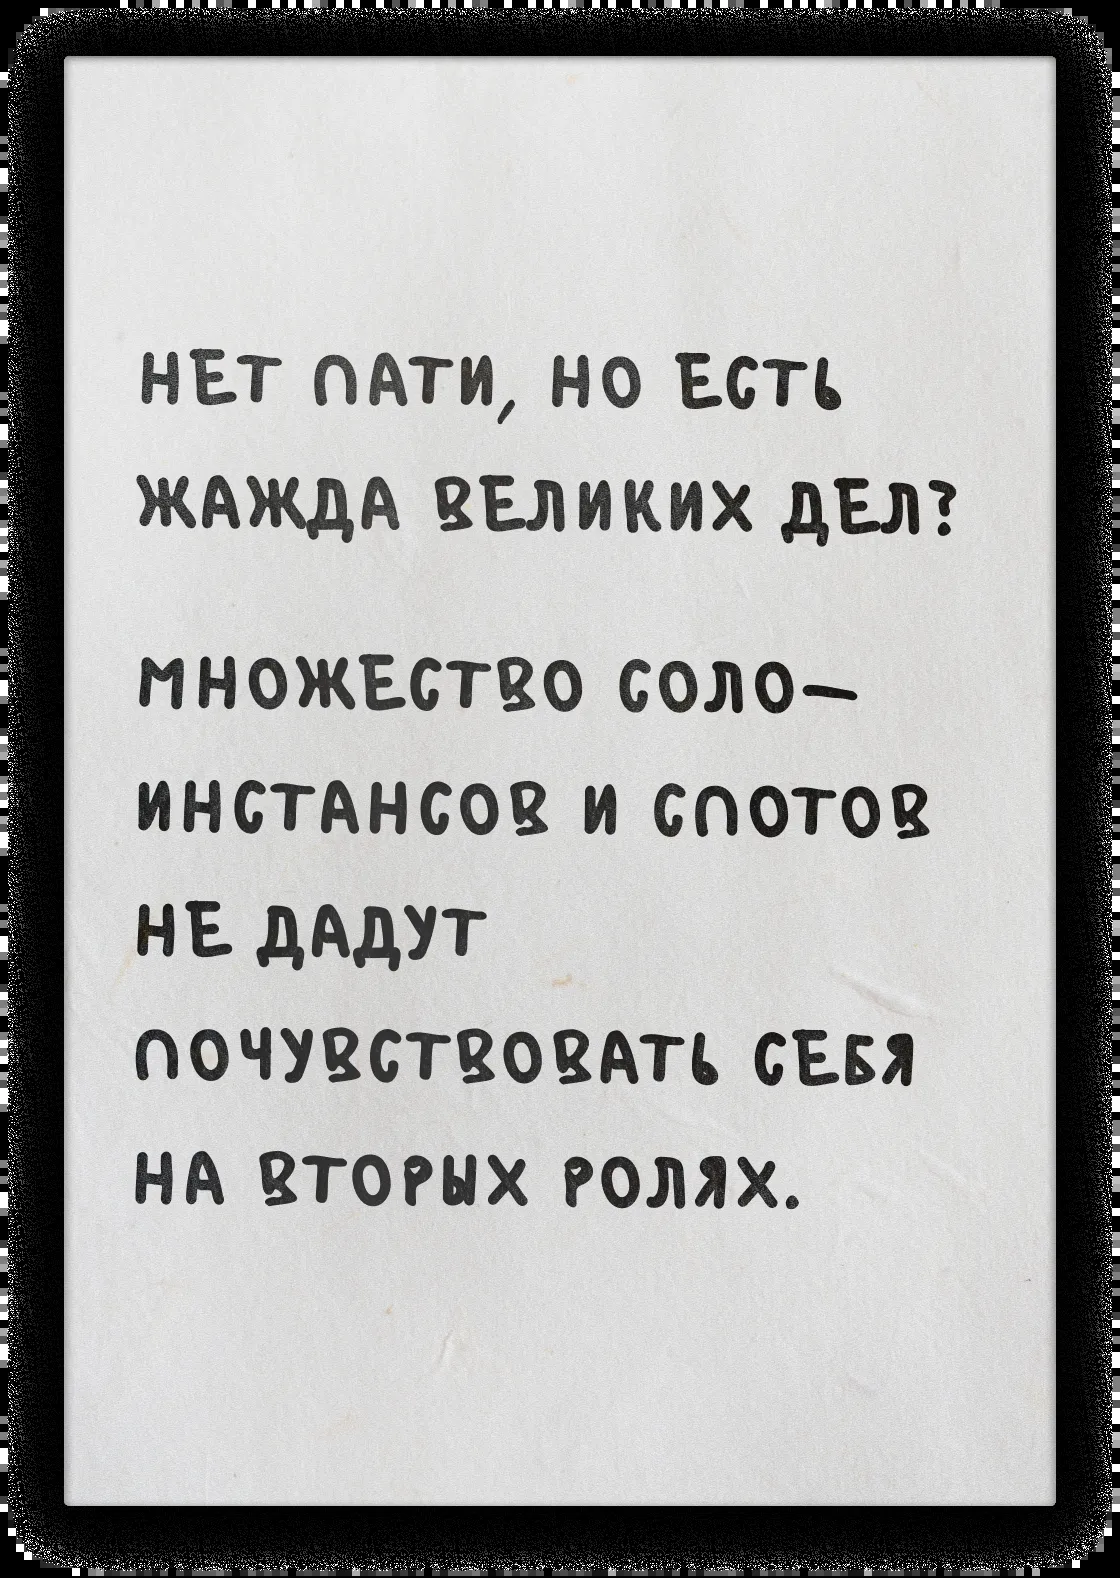 НЕТ ПАТИ, НО ЕСТЬ
ЖАЖДА ВЕЛИКИХ ДЕЛ?
МНОЖЕСТВО СОЛО—
ИНСТАНСОВ И СПОТОВ
НЕ ДАДУТ
ПОЧУВСТВОВАТЬ СЕБЯ
НА ВТОРЫХ РОЛЯХ.